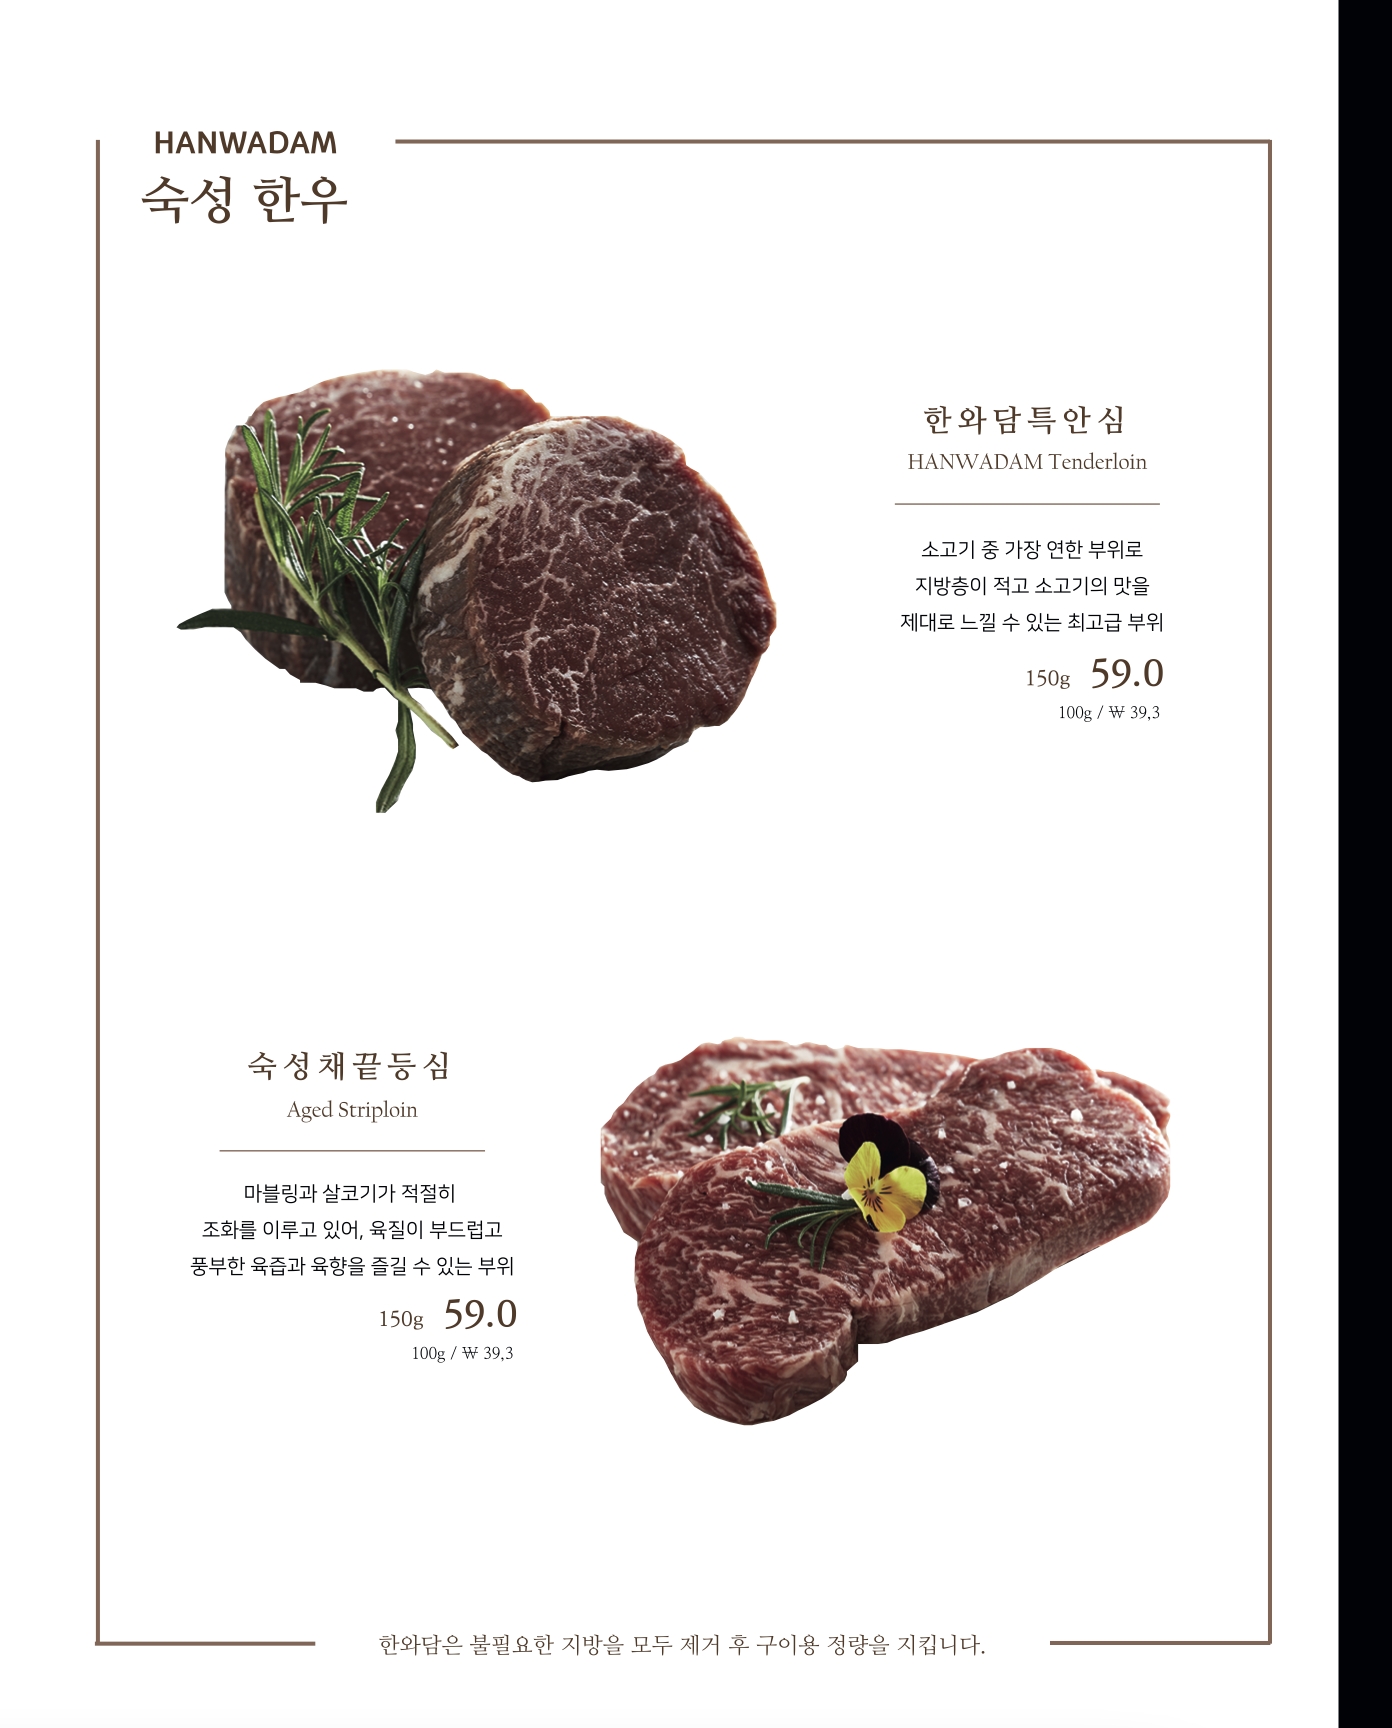 HANWADAM
숙성 한우
한와담특안심
HANWADAM Tenderloin
소고기 중 가장 연한 부위로
지방층이 적고 소고기의 맛을
제대로 느낄 수 있는 최고급 부위
150g 59.0
100g / ₩ 39,3
숙성채끝등심
Aged Striploin
마블링과 살코기가 적절히
조화를 이루고 있어, 육질이 부드럽고
풍부한 육즙과 육향을 즐길 수 있는 부위
150g 59.0
100g / ₩ 39,3
한와담은 불필요한 지방을 모두 제거 후 구이용 정량을 지킵니다.